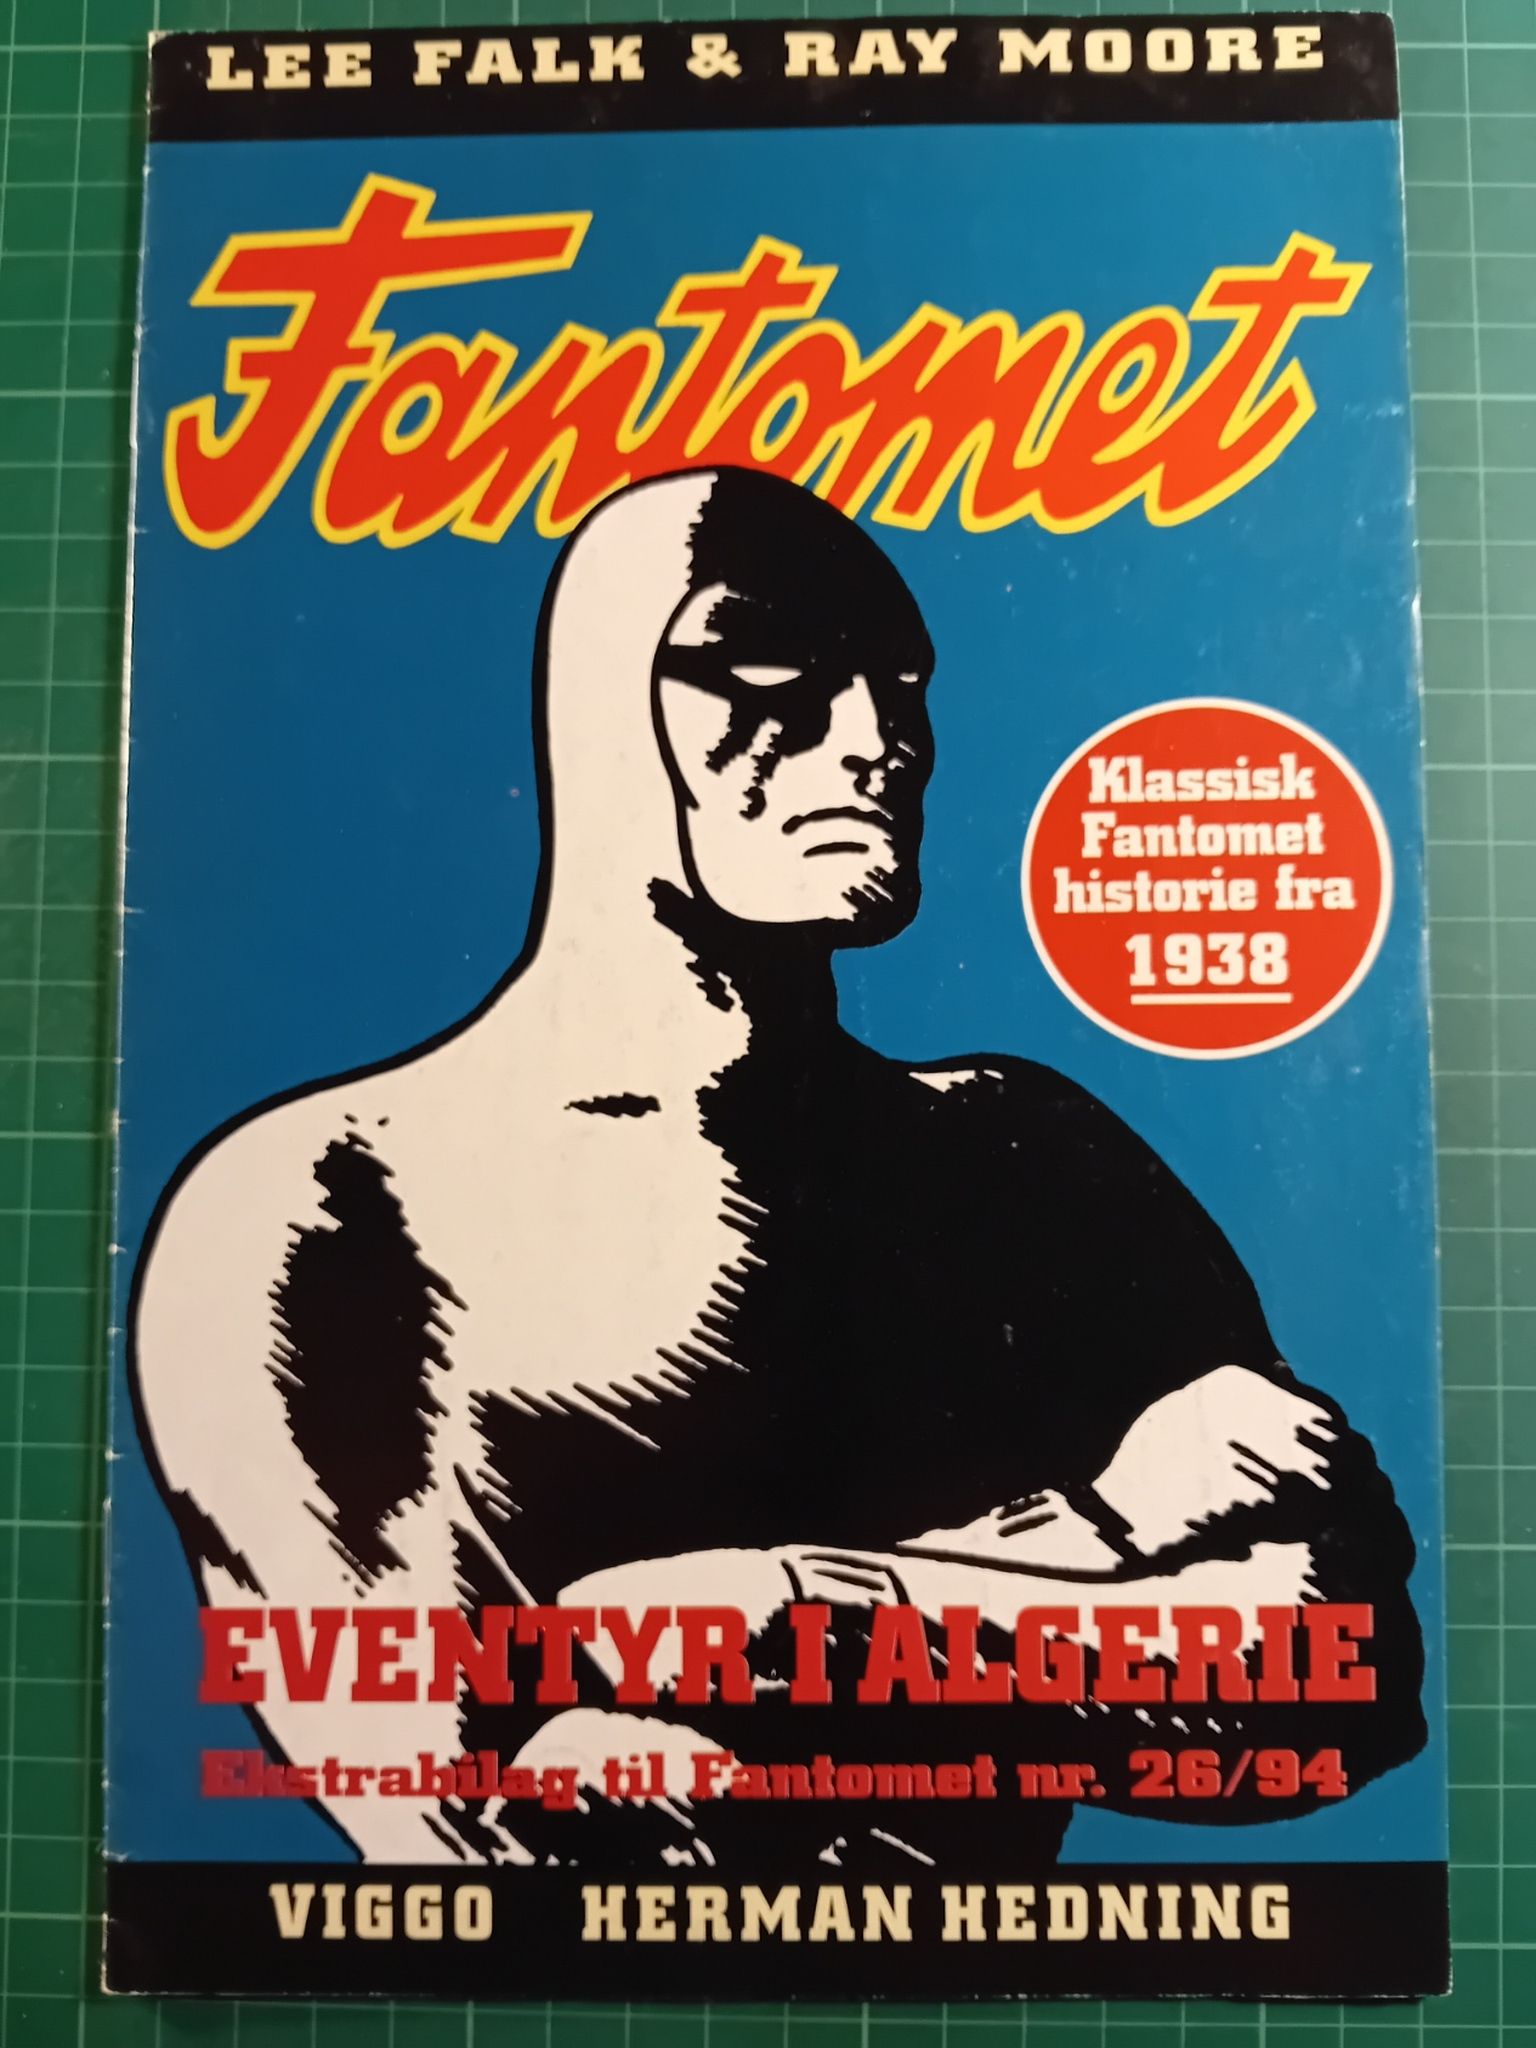 LEE FALK & RAY MOORE
Fantomet
Klassisk
Fantomet
historie fra
1938
EVENTYR I ALGERIE
Ekstrabilag til Fantomet nr. 26/94
VIGGO HERMAN HEDNING